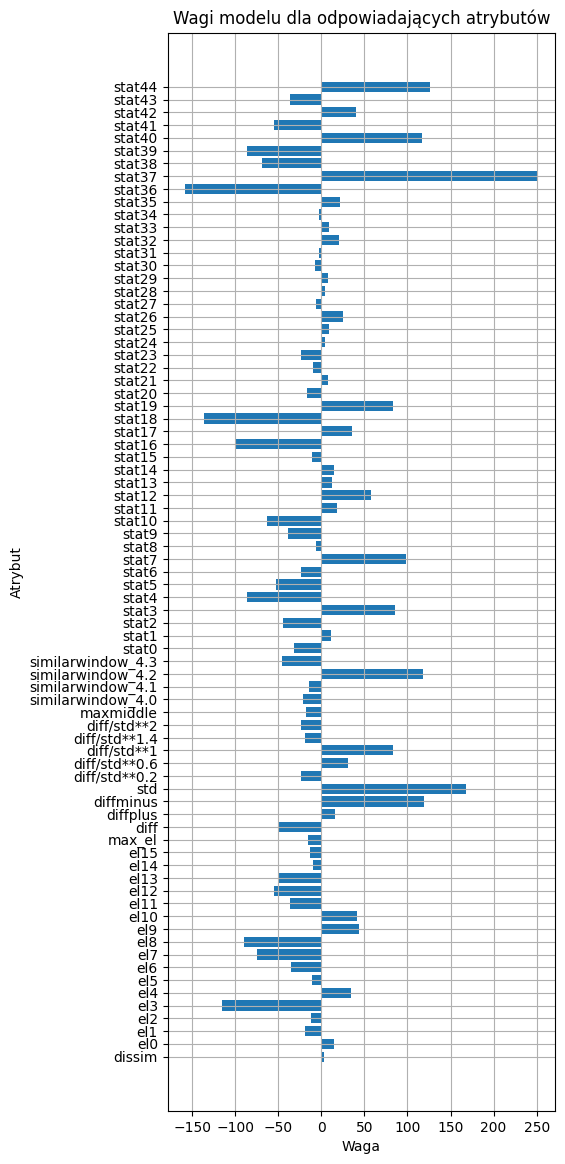 Wagi modelu dla odpowiadających atrybutów
stat44
stat43
stat42
stat41
stat40
stat39
stat38
stat37
stat36
stat35
stat34
stat33
stat32
stat31
stat30
stat29
stat28
stat27
stat26
stat25
stat24
stat23
stat22
stat21
stat20
stat19
stat18
stat17
stat16
stat15
stat14
stat13
stat12
stat11
stat10
stat9
stat8
stat7
stat6
stat5
stat4
stat3
stat2
stat1
stat0
similarwindow_4.3
similarwindow_4.2
similarwindow_4.1
similarwindow_4.0
maxmiddle
diff/std**2
diff/std**1.4
diff/std**1
diff/std**0.6
diff/std**0.2
std
diffminus
diffplus
diff
max_el
el15
el14
el13
el12
el11
el10
el9
el8
el7
el6
el5
el4
el3
el2
el1
el0
dissim
Atrybut
−150 −100 −50 0 50 100 150 200 250
Waga